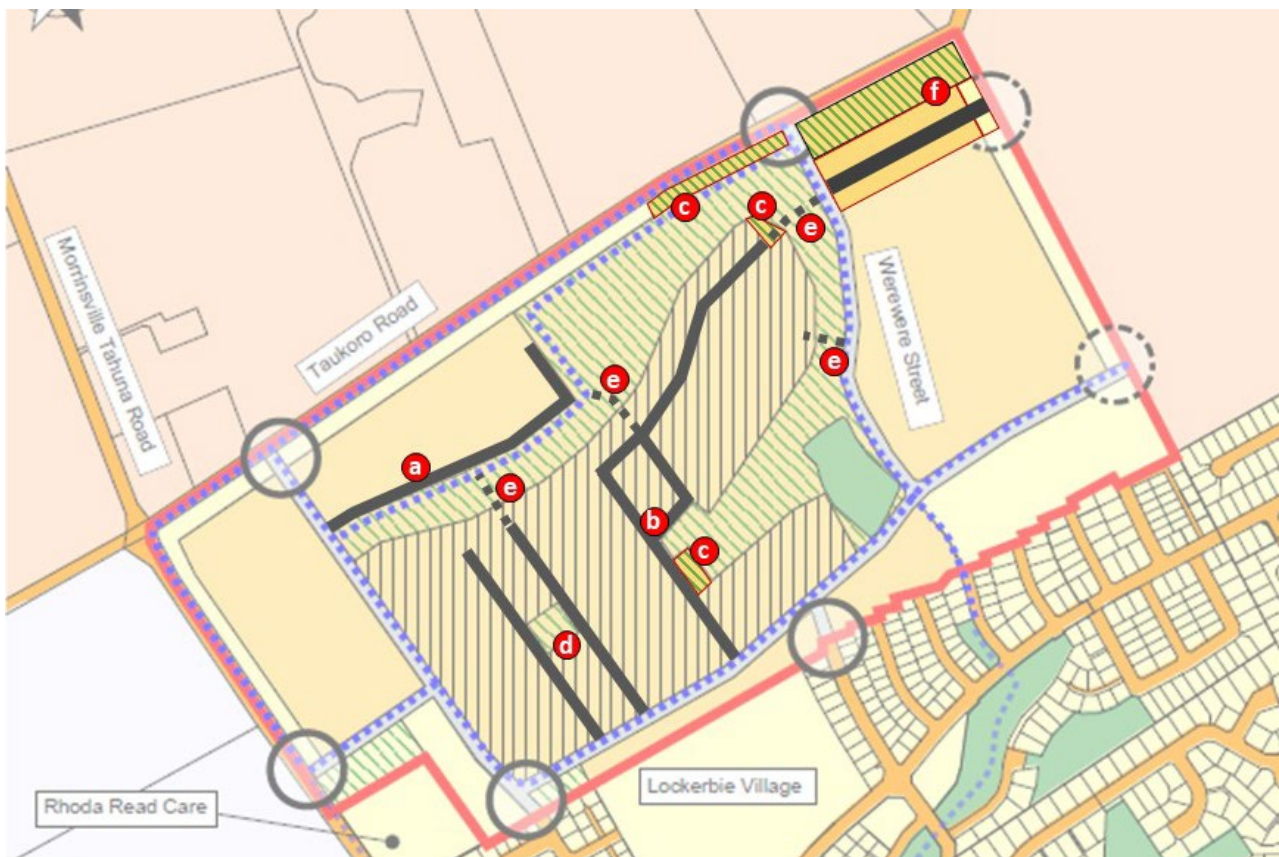 f
c
c
e
Morrinsville Tahuna Road
Taukoro Road
Werewere Street
e
e
a
e
b
c
d
Lockerbie Village
Rhoda Read Care